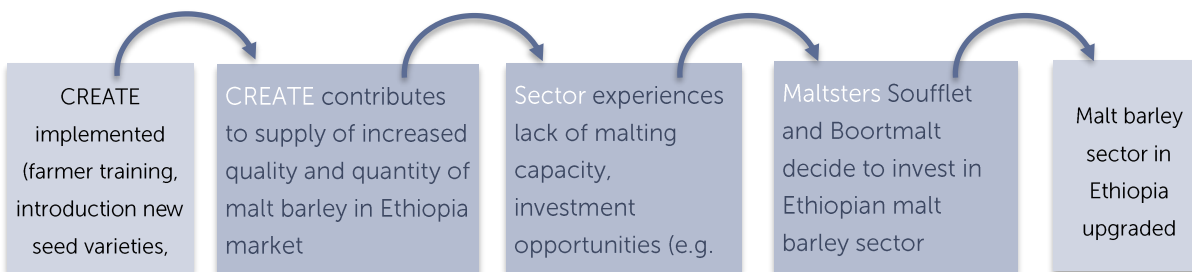 CREATE
implemented
(farmer training,
introduction new
seed varieties,
CREATE contributes
to supply of increased
quality and quantity of
malt barley in Ethiopia
market
Sector experiences
lack of malting
capacity,
investment
opportunities (e.g.
Maltsters Soufflet
and Boortmalt
decide to invest in
Ethiopian malt
barley sector
Malt barley
sector in
Ethiopia
upgraded